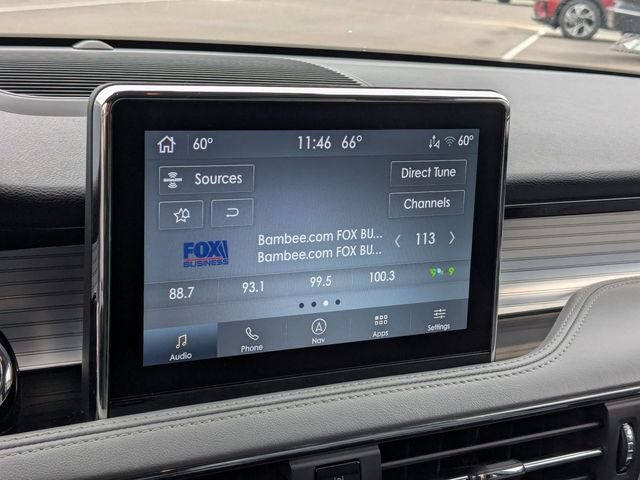 60° 11:46 66° 60°
SiriusXM Sources Direct Tune
Channels
FOX BUSINESS
Bambee.com FOX BU...
Bambee.com FOX BU...
113
88.7 93.1 99.5 100.3
Audio Phone Nav Apps Settings